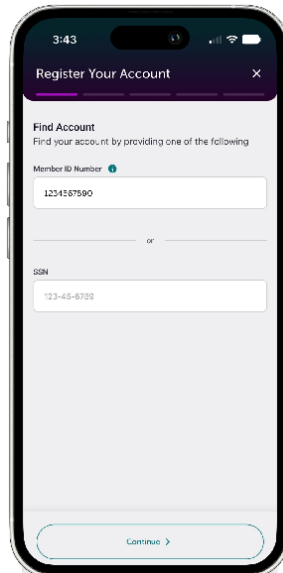 3:43
Register Your Account
Find Account
Find your account by providing one of the following
Member ID Number
1234567890
or
SSN
123-45-6789
Continue